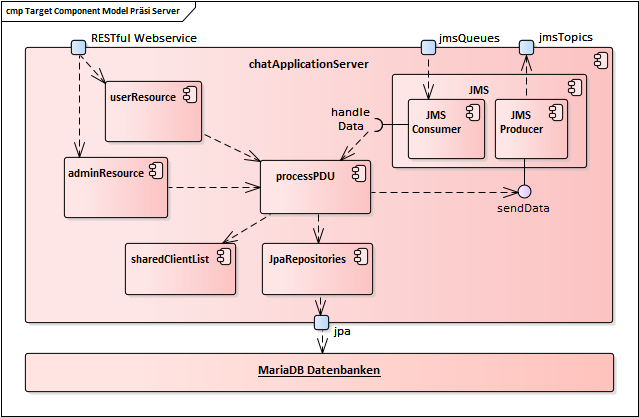 cmp Target Component Model Präsi Server
RESTful Webservice
jmsQueues
jmsTopics
chatApplicationServer
JMS
userResource
handle
Data
JMS
Consumer
JMS
Producer
adminResource
processPDU
sendData
sharedClientList
JpaRepositories
jpa
MariaDB Datenbanken